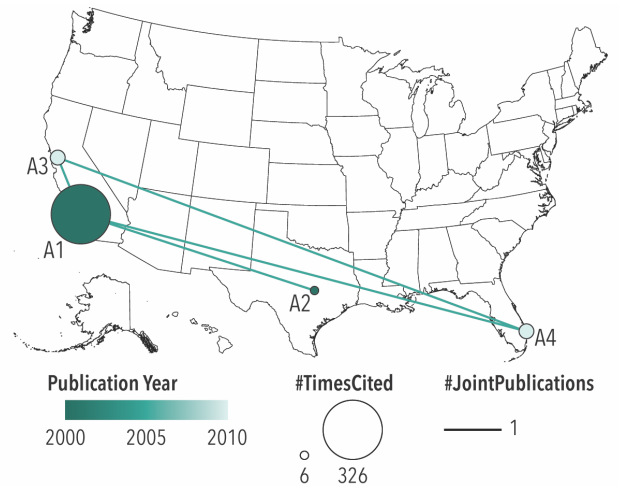 A3
A1
A2
A4
Publication Year
2000 2005 2010
#TimesCited
6 326
#JointPublications
1